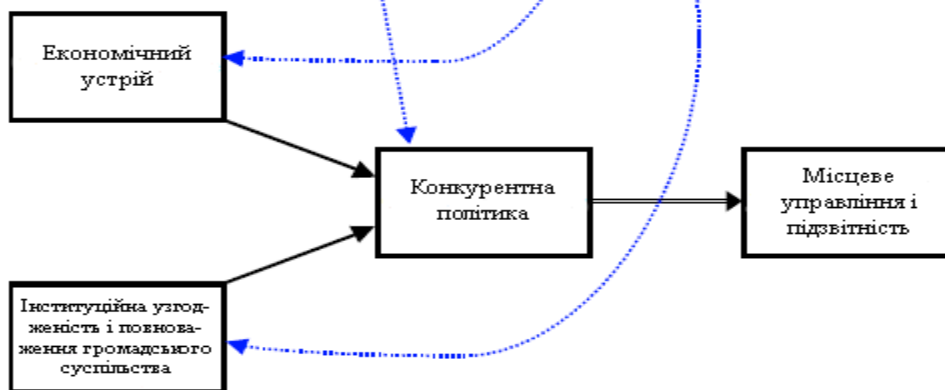 Економічний
устрій
Конкурентна
політика
Місцеве
управління і
підзвітність
Інституційна узгод-
женість і повнова-
ження громадського
суспільства